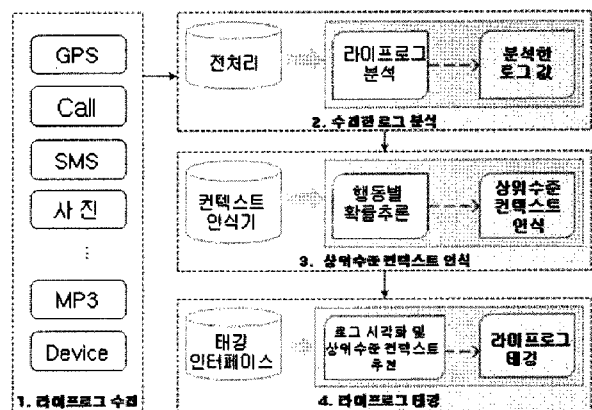 GPS
Call
SMS
사진
⋮
MP3
Device
1. 라이프로그 수리
전처리
라이프로그
분석
분석한
로그 값
2. 수리한 로그 분석
컨텍스트
인식기
행동별
확률추론
상위수준
컨텍스트
인식
3. 상위수준 컨텍스트 인식
태깅
인터페이스
로그 시각화 및
상위수준 컨텍스트
추천
라이프로그
태깅
4. 라이프로그 태깅